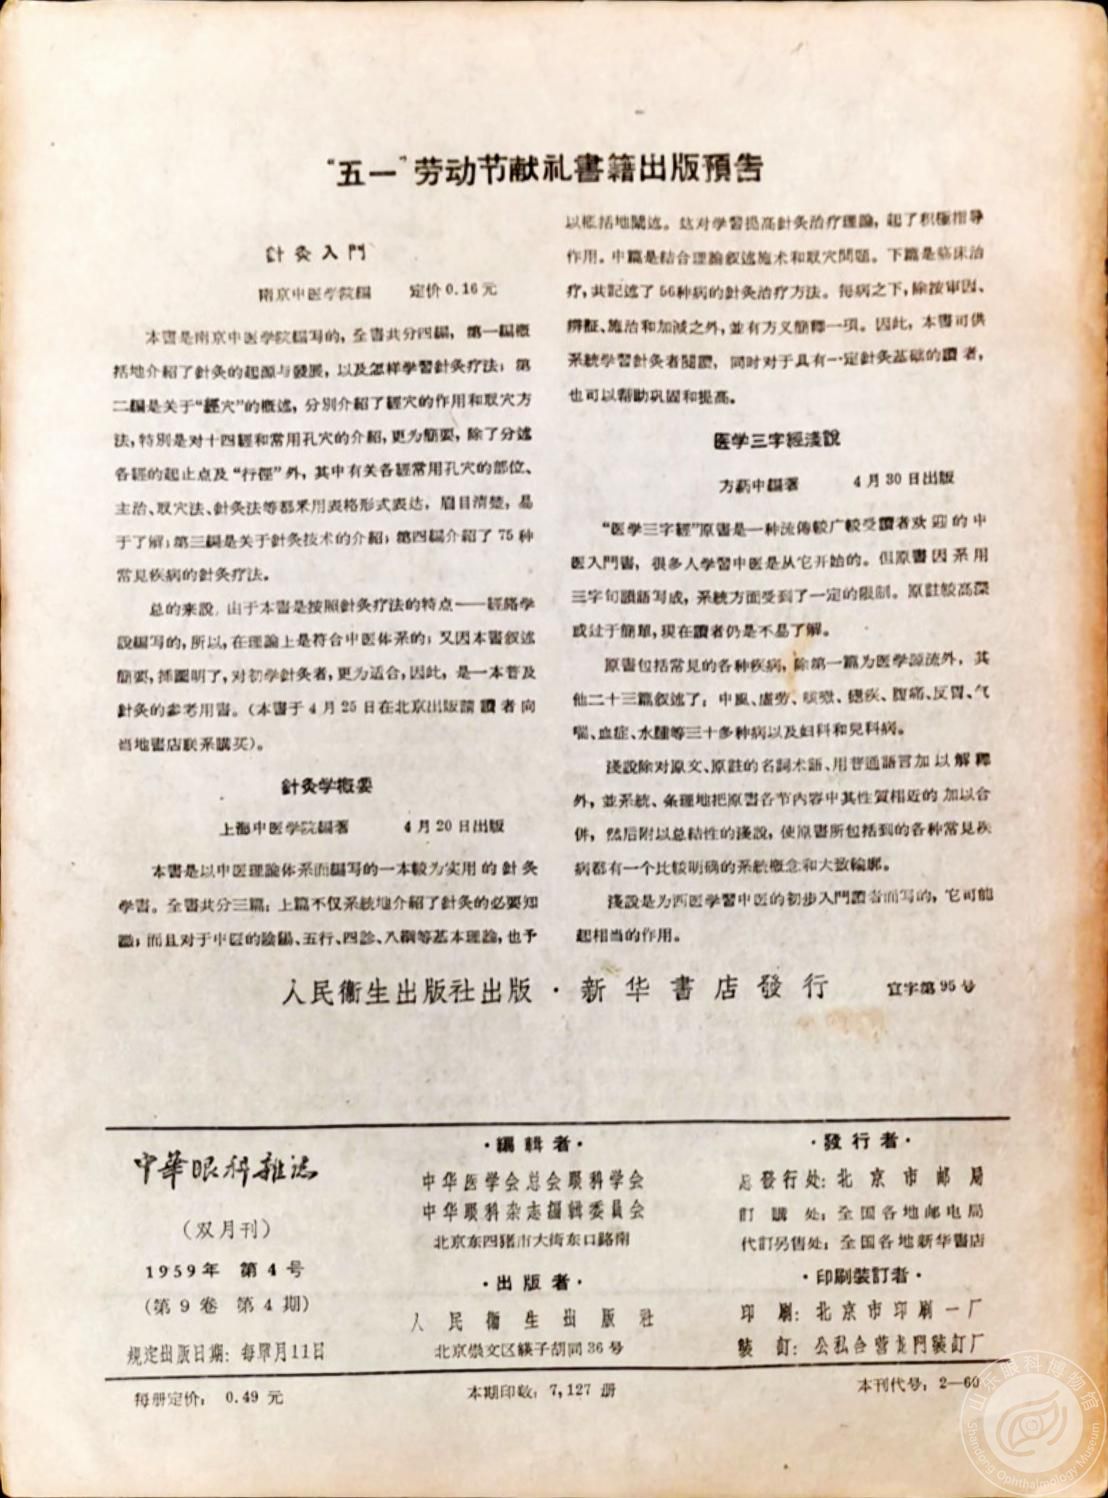 “五一”劳动节献礼書籍出版預告
針灸入門
南京中医学院編 定价0.16元
本書是南京中医学院編写的，全書共分四編，第一編概
括地介紹了針灸的起源与發展，以及怎样学習針灸疗法；第
二編是关于“經穴”的概述，分別介紹了經穴的作用和取穴方
法，特別是对十四經和常用孔穴的介紹，更为簡要，除了分述
各經的起止点及“行徑”外，其中有关各經常用孔穴的部位、
主治、取穴法、針灸法等都釆用表格形式表达，眉目清楚，易
于了解；第三編是关于針灸技术的介紹；第四編介紹了75种
常見疾病的針灸疗法。
总的来說，由于本書是按照針灸疗法的特点——經絡学
說編写的，所以，在理論上是符合中医体系的；又因本書叙述
簡要，插圖明了，对初学針灸者，更为适合，因此，是一本普及
針灸的参考用書。（本書于4月25日在北京出版請讀者向
当地書店联系購买）。
針灸学概要
上海中医学院編著 4月20日出版
本書是以中医理論体系而編写的一本較为实用的針灸
学書。全書共分三篇；上篇不仅系統地介紹了針灸的必要知
識；而且对于中医的陰陽、五行、四診、八綱等基本理論，也予
以概括地闡述。这对学習提高針灸治疗理論，起了积極指导
作用。中篇是結合理論叙述施术和取穴問題。下篇是临床治
疗，共記述了56种病的針灸治疗方法。每病之下，除按审因、
辨証、施治和加减之外，並有方义簡釋一項。因此，本書可供
系統学習針灸者閱讀，同时对于具有一定針灸基礎的讀者，
也可以帮助巩固和提高。
医学三字經淺說
方葯中編著 4月30日出版
“医学三字經”原書是一种流傳較广較受讀者欢迎的中
医入門書，很多人学習中医是从它开始的。但原書因系用
三字句韻語写成，系統方面受到了一定的限制。原註較高深
或过于簡單，現在讀者仍是不易了解。
原書包括常見的各种疾病，除第一篇为医学源流外，其
他二十三篇叙述了；中風、虛劳、咳嗽、瘧疾、腹痛、反胃、气
喘、血症、水腫等三十多种病以及妇科和兒科病。
淺說除对原文、原註的名詞术語、用普通語言加以解釋
外，並系統、条理地把原書各节內容中其性質相近的加以合
併，然后附以总結性的淺說，使原書所包括到的各种常見疾
病都有一个比較明确的系統概念和大致輪廓。
淺說是为西医学習中医的初步入門讀者而写的，它可能
起相当的作用。
人民衛生出版社出版·新华書店發行 宣字第95号
中華眼科雜誌
（双月刊）
1959年 第4号
（第9卷 第4期）
規定出版日期：每單月11日
·編輯者·
中华医学会总会眼科学会
中华眼科杂志編輯委員会
北京东四猪市大街东口路南
·出版者·
人民衛生出版社
北京崇文区䌫子胡同36号
·發行者·
总發行处：北京市邮局
訂購处：全国各地邮电局
代訂另售处：全国各地新华書店
·印刷裝訂者·
印刷：北京市印刷一厂
裝訂：公私合营龙門裝訂厂
每册定价：0.49元
本期印数：7,127册
本刊代号：2—60
山东眼科博物馆
Shandong Ophthalmology Museum